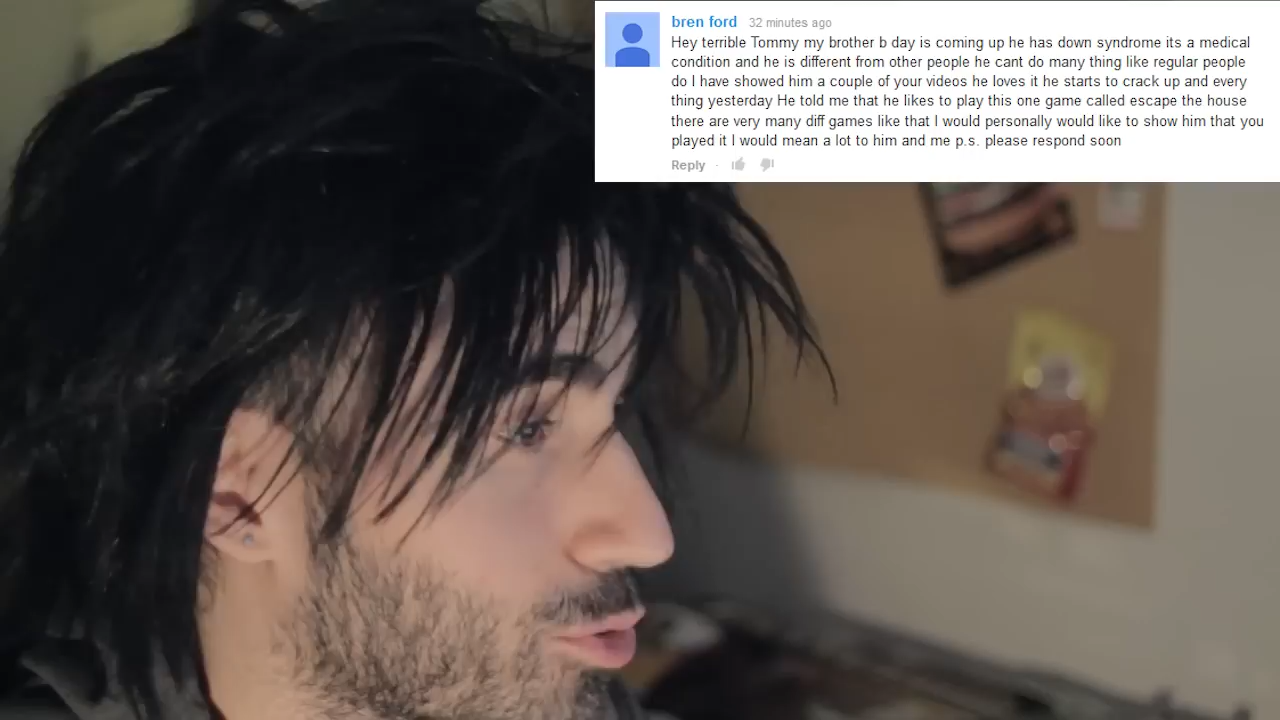 bren ford 32 minutes ago
Hey terrible Tommy my brother b day is coming up he has down syndrome its a medical
condition and he is different from other people he cant do many thing like regular people
do I have showed him a couple of your videos he loves it he starts to crack up and every
thing yesterday He told me that he likes to play this one game called escape the house
there are very many diff games like that I would personally would like to show him that you
played it I would mean a lot to him and me p.s. please respond soon
Reply ·